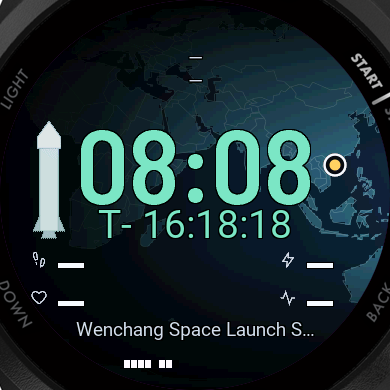 LIGHT
START
08:08
T- 16:18:18
DOWN
BACK
Wenchang Space Launch S...